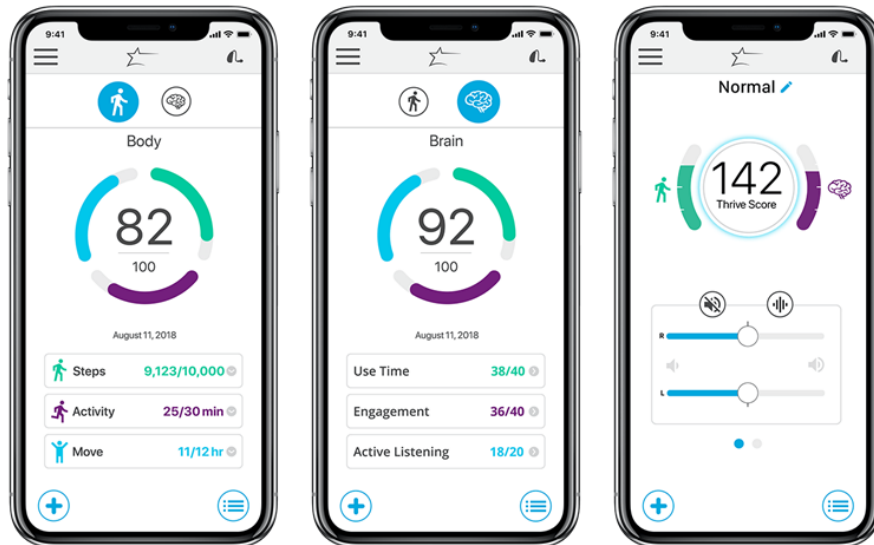 9:41
Body
82
100
August 11, 2018
Steps 9,123/10,000
Activity 25/30 min
Move 11/12 hr
9:41
Brain
92
100
August 11, 2018
Use Time 38/40
Engagement 36/40
Active Listening 18/20
9:41
Normal
142
Thrive Score
R
L